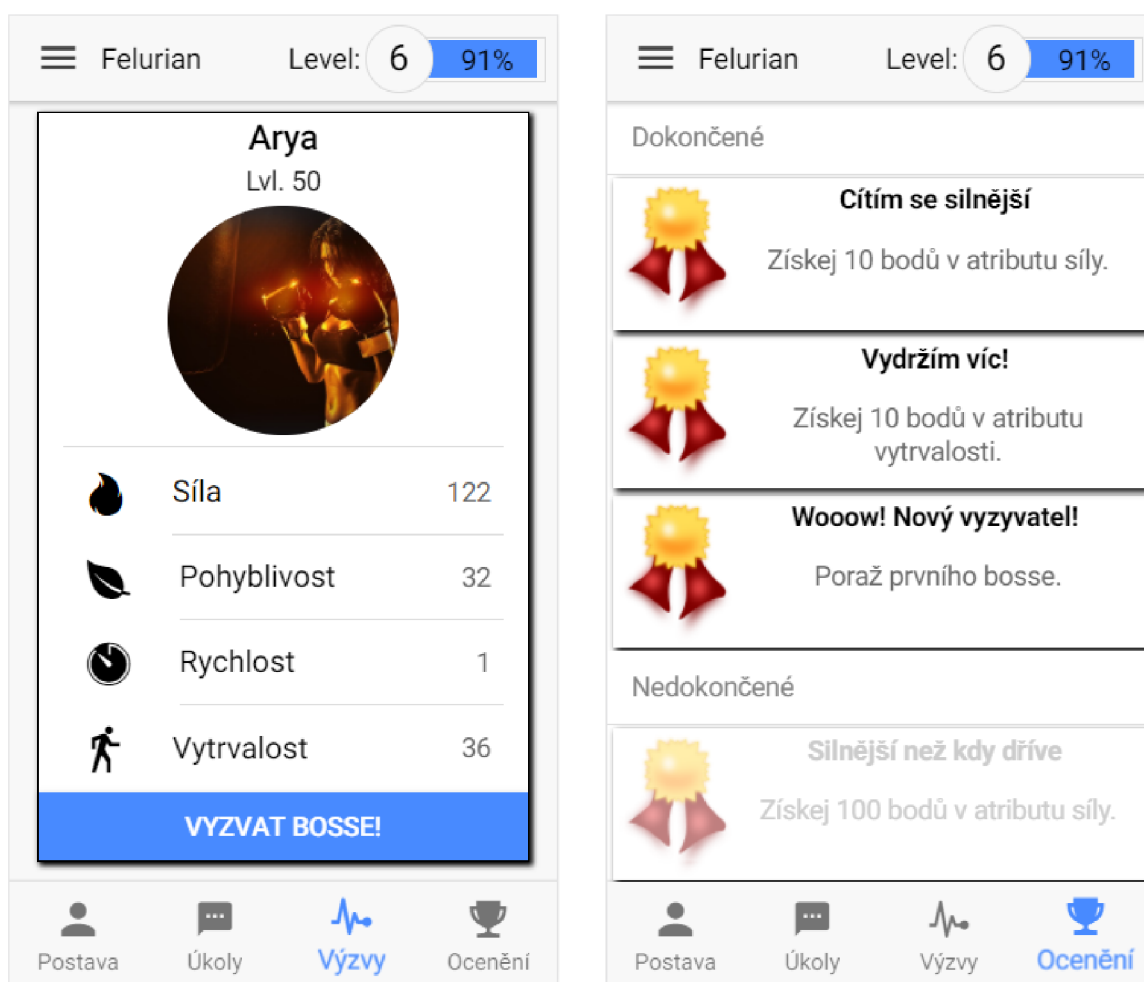 Felurian Level: 6 91%
Arya
Lvl. 50
Síla 122
Pohyblivost 32
Rychlost 1
Vytrvalost 36
VYZVAT BOSSE!
Postava Úkoly Výzvy Ocenění
Felurian Level: 6 91%
Dokončené
Cítím se silnější
Získej 10 bodů v atributu síly.
Vydržím víc!
Získej 10 bodů v atributu
vytrvalosti.
Wooow! Nový vyzyvatel!
Poraž prvního bosse.
Nedokončené
Silnější než kdy dříve
Získej 100 bodů v atributu síly.
Postava Úkoly Výzvy Ocenění